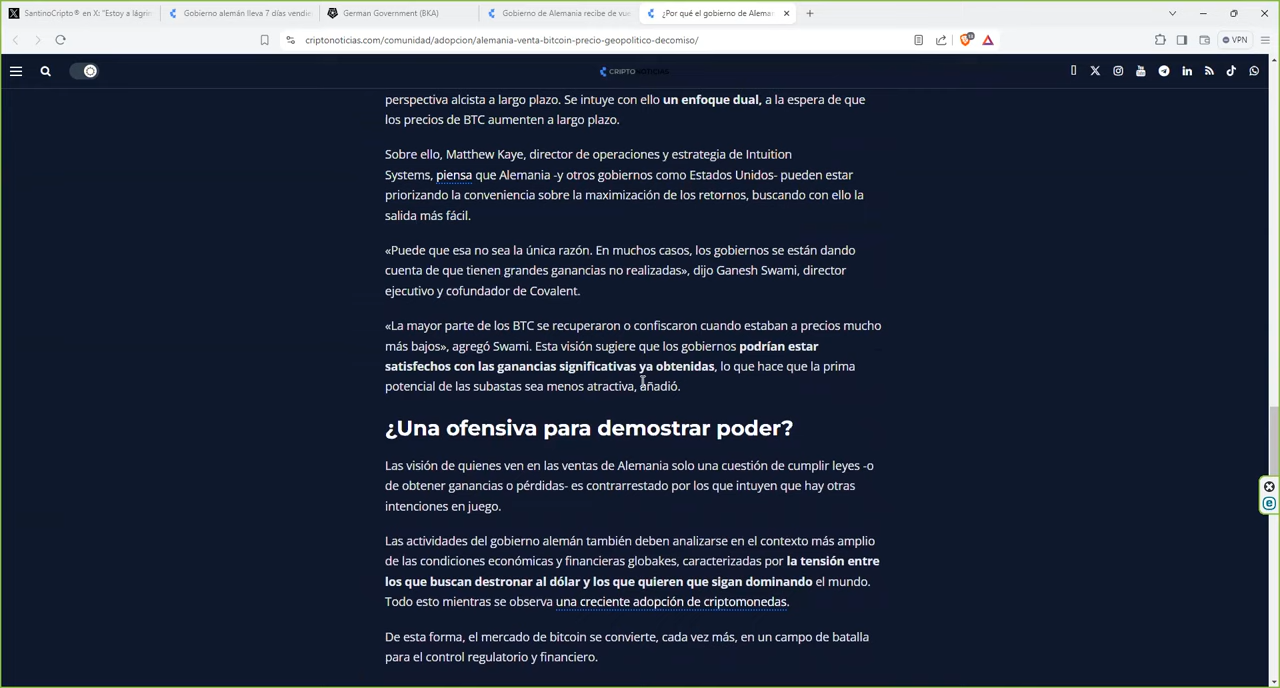 SantinoCripto® en X: "Estoy a lágrin
Gobierno alemán lleva 7 días vendie
German Government (BKA)
Gobierno de Alemania recibe de vue
¿Por qué el gobierno de Alema
criptonoticias.com/comunidad/adopcion/alemania-venta-bitcoin-precio-geopolitico-decomiso/
VPN
CRIPTONOTICIAS
perspectiva alcista a largo plazo. Se intuye con ello un enfoque dual, a la espera de que
los precios de BTC aumenten a largo plazo.
Sobre ello, Matthew Kaye, director de operaciones y estrategia de Intuition
Systems, piensa que Alemania -y otros gobiernos como Estados Unidos- pueden estar
priorizando la conveniencia sobre la maximización de los retornos, buscando con ello la
salida más fácil.
«Puede que esa no sea la única razón. En muchos casos, los gobiernos se están dando
cuenta de que tienen grandes ganancias no realizadas», dijo Ganesh Swami, director
ejecutivo y cofundador de Covalent.
«La mayor parte de los BTC se recuperaron o confiscaron cuando estaban a precios mucho
más bajos», agregó Swami. Esta visión sugiere que los gobiernos podrían estar
satisfechos con las ganancias significativas ya obtenidas, lo que hace que la prima
potencial de las subastas sea menos atractiva, añadió.
¿Una ofensiva para demostrar poder?
Las visión de quienes ven en las ventas de Alemania solo una cuestión de cumplir leyes -o
de obtener ganancias o pérdidas- es contrarrestado por los que intuyen que hay otras
intenciones en juego.
Las actividades del gobierno alemán también deben analizarse en el contexto más amplio
de las condiciones económicas y financieras globakes, caracterizadas por la tensión entre
los que buscan destronar al dólar y los que quieren que sigan dominando el mundo.
Todo esto mientras se observa una creciente adopción de criptomonedas.
De esta forma, el mercado de bitcoin se convierte, cada vez más, en un campo de batalla
para el control regulatorio y financiero.